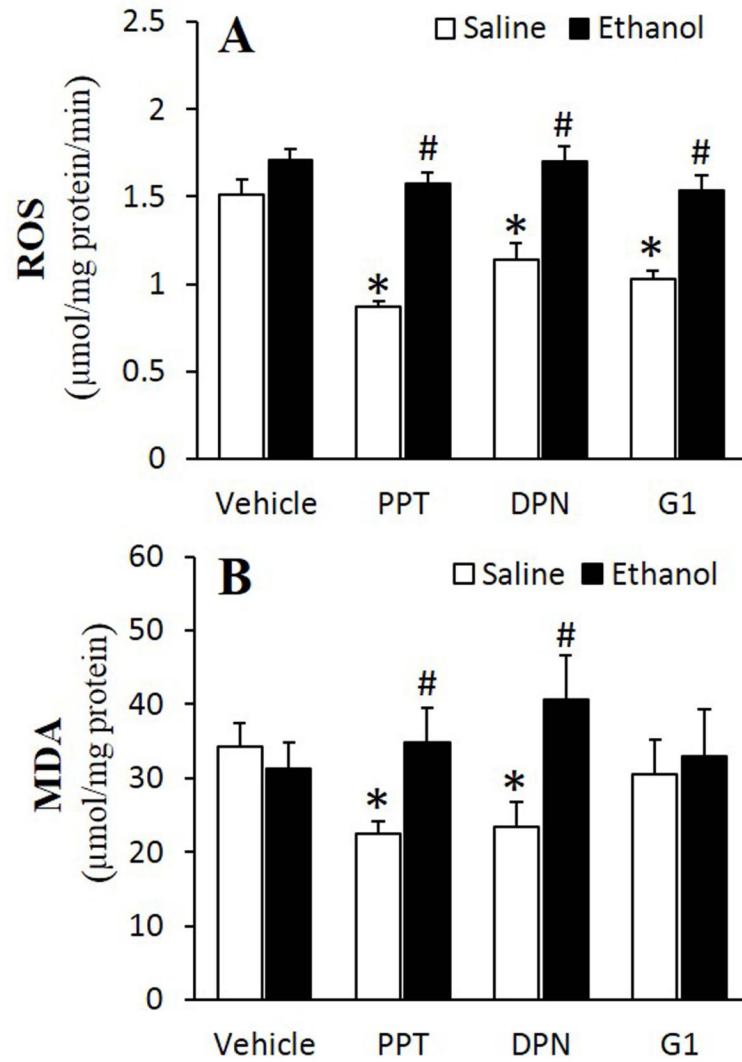 A
Saline Ethanol
ROS
(µmol/mg protein/min)
2.5
2
1.5
1
0.5
0
# # #
* * *
Vehicle PPT DPN G1
B
Saline Ethanol
MDA
(µmol/mg protein)
60
50
40
30
20
10
0
# #
* *
Vehicle PPT DPN G1